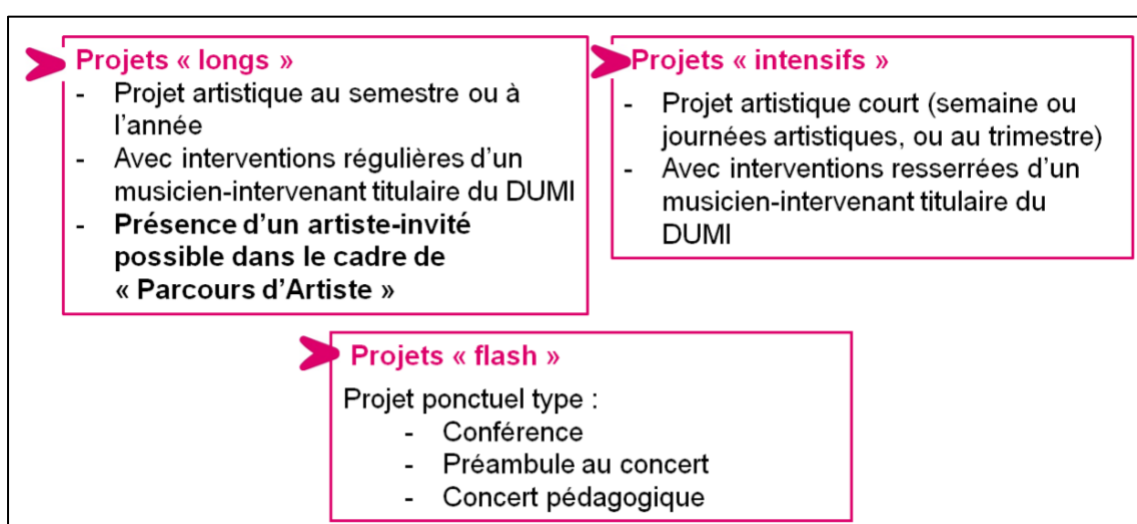 Projets « longs »
- Projet artistique au semestre ou à
l’année
- Avec interventions régulières d’un
musicien-intervenant titulaire du DUMI
- Présence d’un artiste-invité
possible dans le cadre de
« Parcours d’Artiste »
Projets « intensifs »
- Projet artistique court (semaine ou
journées artistiques, ou au trimestre)
- Avec interventions resserrées d’un
musicien-intervenant titulaire du
DUMI
Projets « flash »
Projet ponctuel type :
- Conférence
- Préambule au concert
- Concert pédagogique